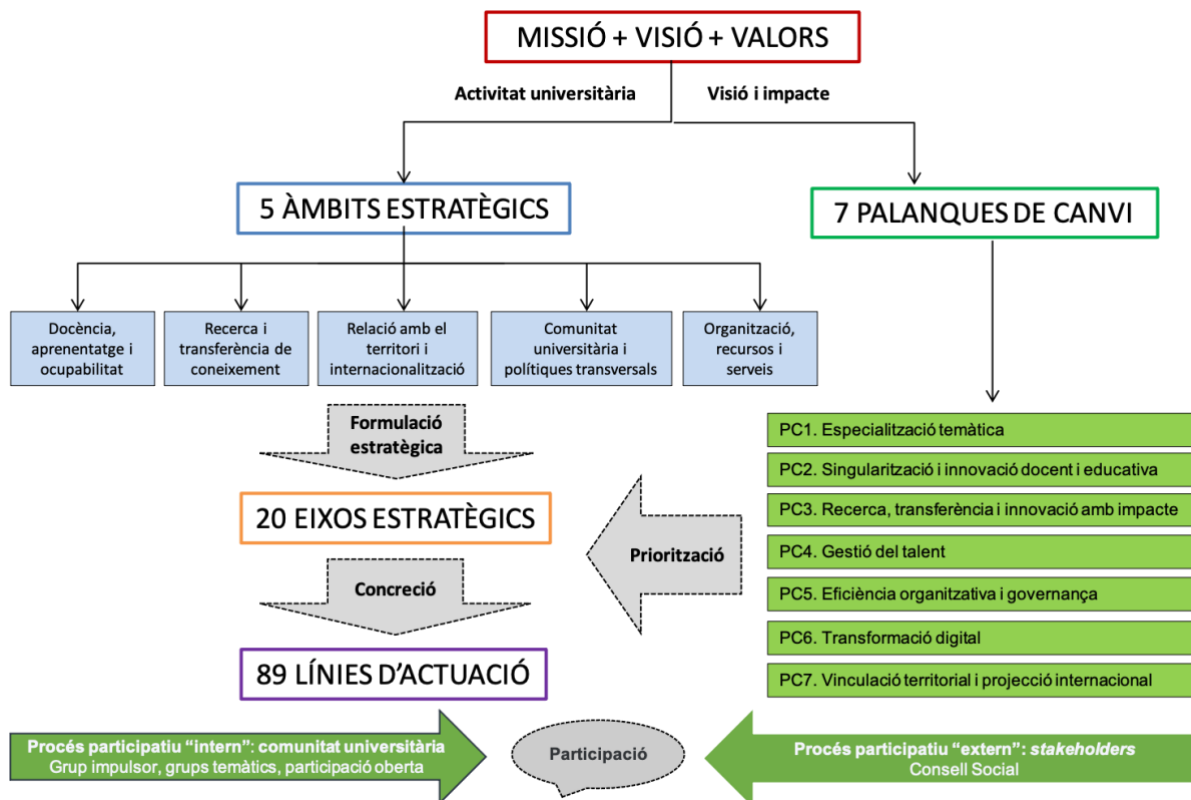 MISSIÓ + VISIÓ + VALORS
Activitat universitària
Visió i impacte
5 ÀMBITS ESTRATÈGICS
7 PALANQUES DE CANVI
Docència,
aprenentatge i
ocupabilitat
Recerca i
transferència de
coneixement
Relació amb el
territori i
internacionalització
Comunitat
universitària i
polítiques transversals
Organització,
recursos i
serveis
Formulació
estratègica
20 EIXOS ESTRATÈGICS
Concreció
89 LÍNIES D'ACTUACIÓ
Priorització
PC1. Especialització temàtica
PC2. Singularització i innovació docent i educativa
PC3. Recerca, transferència i innovació amb impacte
PC4. Gestió del talent
PC5. Eficiència organitzativa i governança
PC6. Transformació digital
PC7. Vinculació territorial i projecció internacional
Procés participatiu “intern”: comunitat universitària
Grup impulsor, grups temàtics, participació oberta
Participació
Procés participatiu “extern”: stakeholders
Consell Social